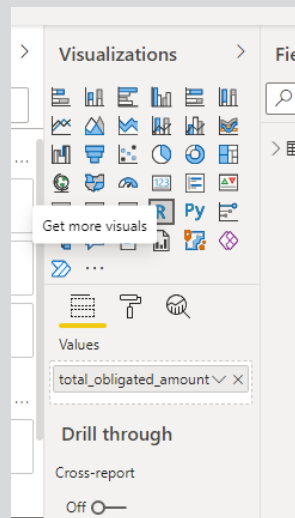 Visualizations
Fie
123
R
Py
Get more visuals
Values
total_obligated_amount
Drill through
Cross-report
Off